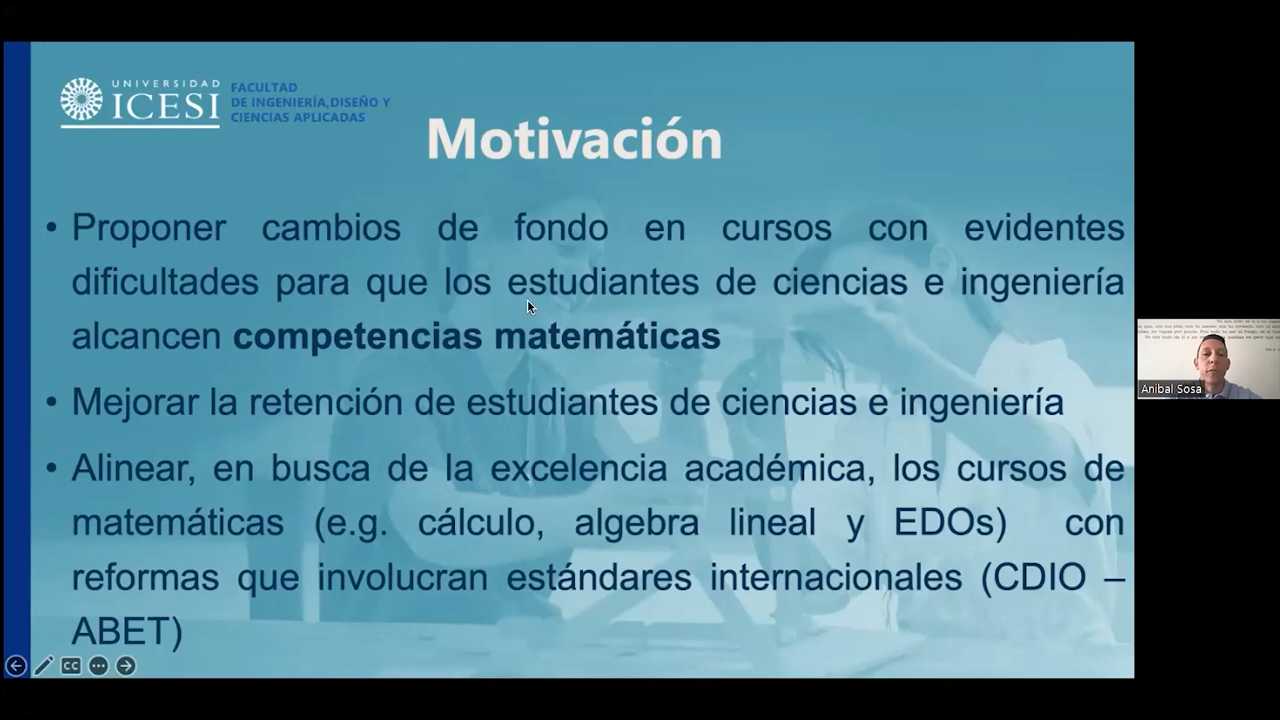 UNIVERSIDAD
ICESI
FACULTAD
DE INGENIERÍA,DISEÑO Y
CIENCIAS APLICADAS
Motivación
• Proponer cambios de fondo en cursos con evidentes
dificultades para que los estudiantes de ciencias e ingeniería
alcancen competencias matemáticas
• Mejorar la retención de estudiantes de ciencias e ingeniería
• Alinear, en busca de la excelencia académica, los cursos de
matemáticas (e.g. cálculo, algebra lineal y EDOs) con
reformas que involucran estándares internacionales (CDIO –
ABET)
CC
Anibal Sosa